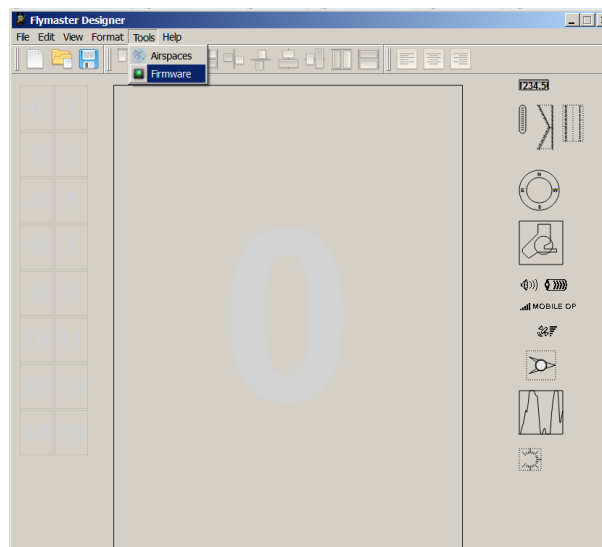 Flymaster Designer
File Edit View Format Tools Help
Airspaces
Firmware
1234.5
N
E W
S
MOBILE OP
0